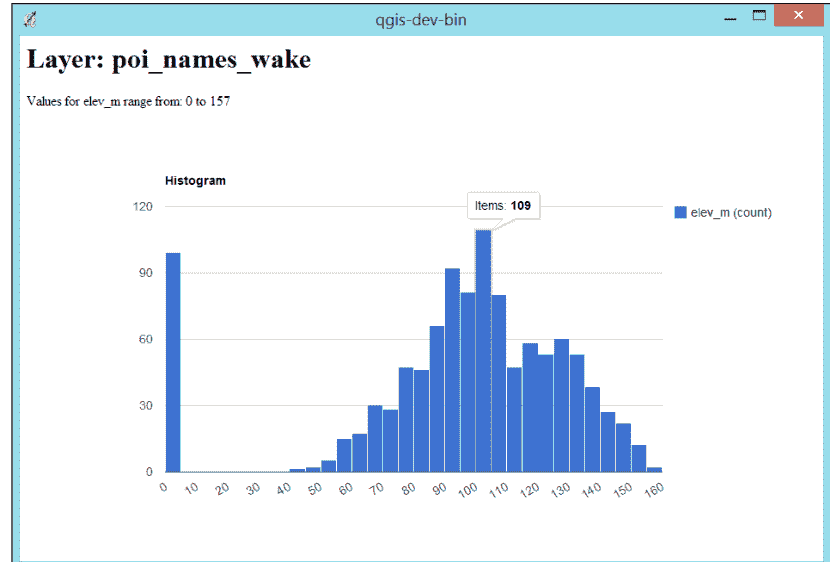 qgis-dev-bin
Layer: poi_names_wake
Values for elev_m range from: 0 to 157
Histogram
Items: 109
elev_m (count)
120
90
60
30
0
0 10 20 30 40 50 60 70 80 90 100 110 120 130 140 150 160